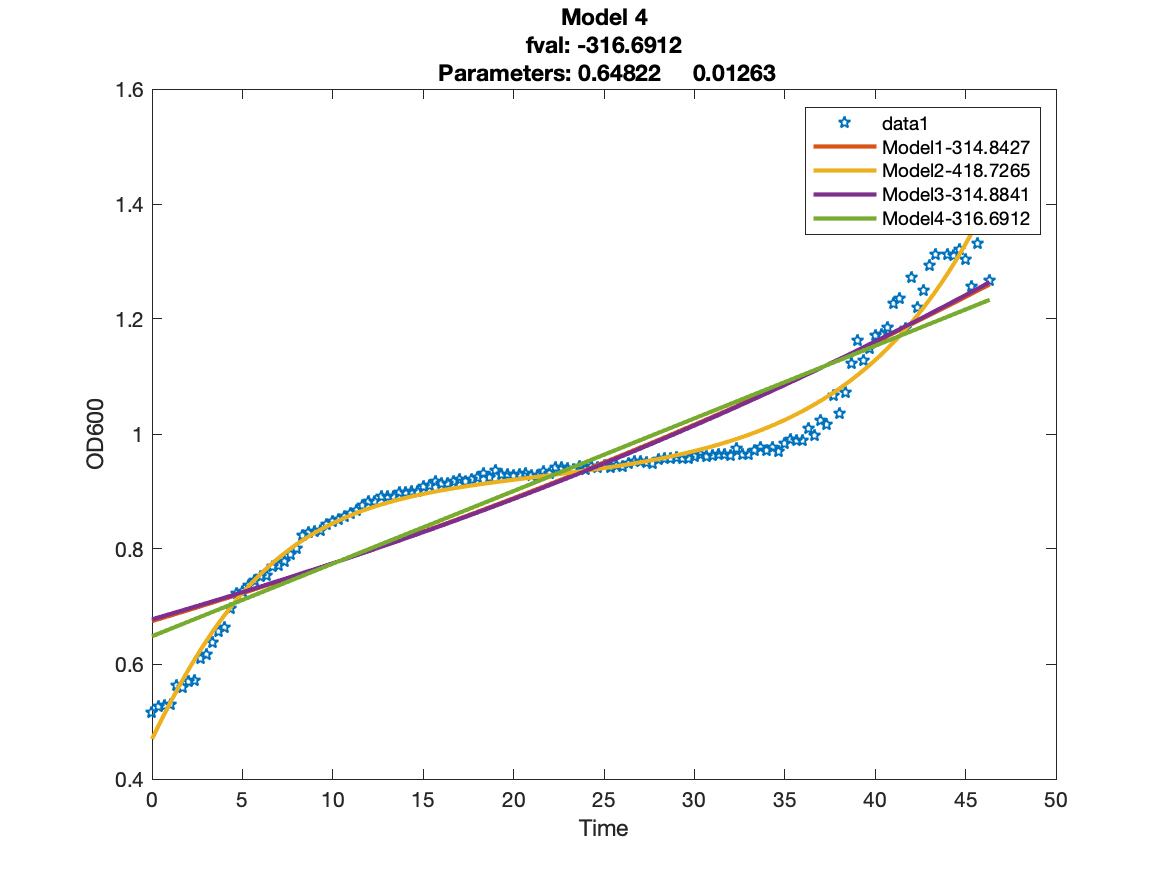 Model 4
fval: -316.6912
Parameters: 0.64822 0.01263
data1
Model1-314.8427
Model2-418.7265
Model3-314.8841
Model4-316.6912
1.6
1.4
1.2
1
0.8
0.6
0.4
OD600
0 5 10 15 20 25 30 35 40 45 50
Time